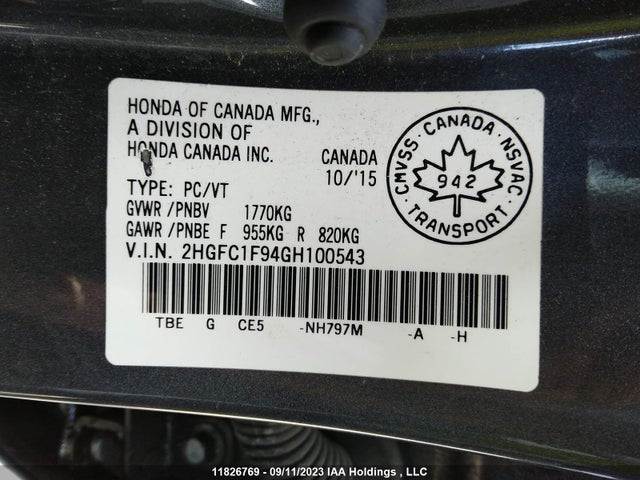 HONDA OF CANADA MFG.,
A DIVISION OF
HONDA CANADA INC.
CANADA
10/'15
TYPE: PC/VT
GVWR /PNBV 1770KG
GAWR /PNBE F 955KG R 820KG
V.I.N. 2HGFC1F94GH100543
TBE G CE5 -NH797M -A -H
CMVSS · CANADA · NSVAC
942
TRANSPORT
11826769 - 09/11/2023 IAA Holdings , LLC